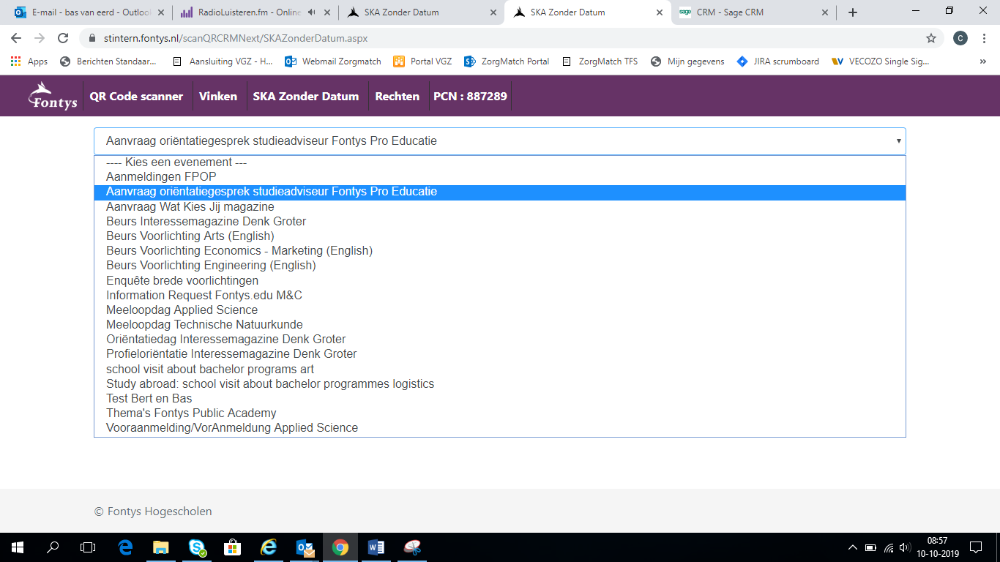 E-mail - bas van eerd - Outloo
RadioLuisteren.fm - Online
SKA Zonder Datum
SKA Zonder Datum
sage
CRM - Sage CRM
stintern.fontys.nl/scanQRCRMNext/SKAZonderDatum.aspx
C
Apps
Berichten Standaar...
Aansluiting VGZ - H...
Webmail Zorgmatch
Portal VGZ
ZorgMatch Portal
ZorgMatch TFS
Mijn gegevens
JIRA scrumboard
VECOZO Single Sig...
»
Fontys
QR Code scanner
Vinken
SKA Zonder Datum
Rechten
PCN : 887289
Aanvraag oriëntatiegesprek studieadviseur Fontys Pro Educatie
---- Kies een evenement ---
Aanmeldingen FPOP
Aanvraag oriëntatiegesprek studieadviseur Fontys Pro Educatie
Aanvraag Wat Kies Jij magazine
Beurs Interessemagazine Denk Groter
Beurs Voorlichting Arts (English)
Beurs Voorlichting Economics - Marketing (English)
Beurs Voorlichting Engineering (English)
Enquête brede voorlichtingen
Information Request Fontys.edu M&C
Meeloopdag Applied Science
Meeloopdag Technische Natuurkunde
Oriëntatiedag Interessemagazine Denk Groter
Profieloriëntatie Interessemagazine Denk Groter
school visit about bachelor programs art
Study abroad: school visit about bachelor programmes logistics
Test Bert en Bas
Thema's Fontys Public Academy
Vooraanmelding/VorAnmeldung Applied Science
© Fontys Hogescholen
08:57
10-10-2019